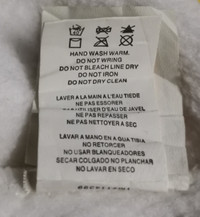 HAND WASH WARM.
DO NOT WRING
DO NOT BLEACH LINE DRY
DO NOT IRON
DO NOT DRY CLEAN
LAVER A LA MAIN A L'EAU TIEDE
NE PAS ESSORER
PAS UTILISER D'EAU DE JAVEL
NE PAS REPASSER
NE PAS NETTOYER A SEC
LAVAR A MANO EN A GUA TIBIA
NO RETORCER
NO USAR BLANQUEADORES
SECAR COLGADO NO PLANCHAR
NO LAVAR EN SECO